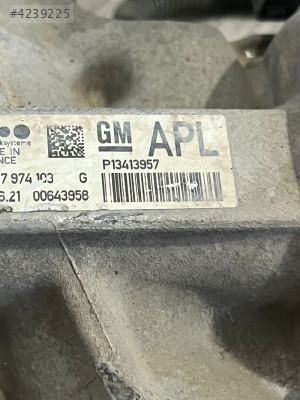 #4239225
ksysteme
GM APL
E IN
NCE
P13413957
7 974 103 G
6.21 00643958